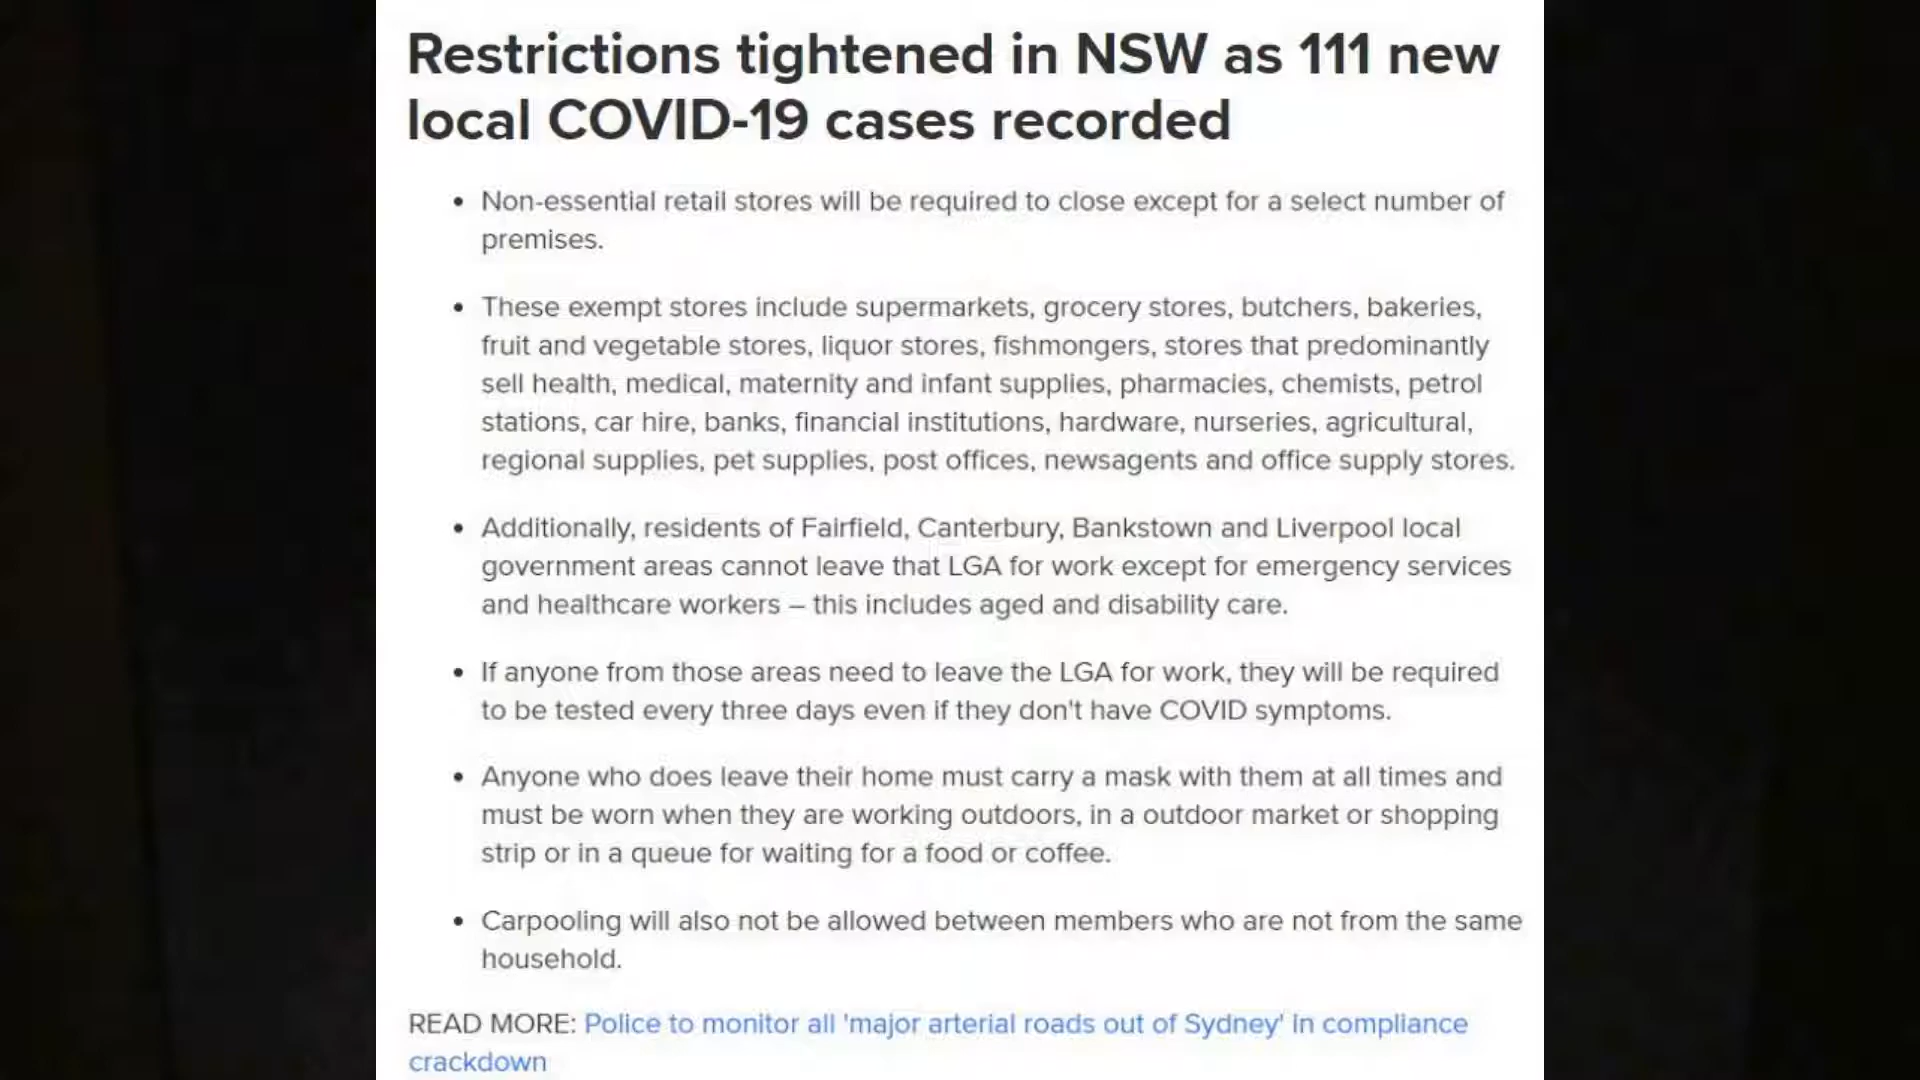 Restrictions tightened in NSW as 111 new
local COVID-19 cases recorded
• Non-essential retail stores will be required to close except for a select number of
premises.
• These exempt stores include supermarkets, grocery stores, butchers, bakeries,
fruit and vegetable stores, liquor stores, fishmongers, stores that predominantly
sell health, medical, maternity and infant supplies, pharmacies, chemists, petrol
stations, car hire, banks, financial institutions, hardware, nurseries, agricultural,
regional supplies, pet supplies, post offices, newsagents and office supply stores.
• Additionally, residents of Fairfield, Canterbury, Bankstown and Liverpool local
government areas cannot leave that LGA for work except for emergency services
and healthcare workers – this includes aged and disability care.
• If anyone from those areas need to leave the LGA for work, they will be required
to be tested every three days even if they don't have COVID symptoms.
• Anyone who does leave their home must carry a mask with them at all times and
must be worn when they are working outdoors, in a outdoor market or shopping
strip or in a queue for waiting for a food or coffee.
• Carpooling will also not be allowed between members who are not from the same
household.
READ MORE: Police to monitor all 'major arterial roads out of Sydney' in compliance
crackdown